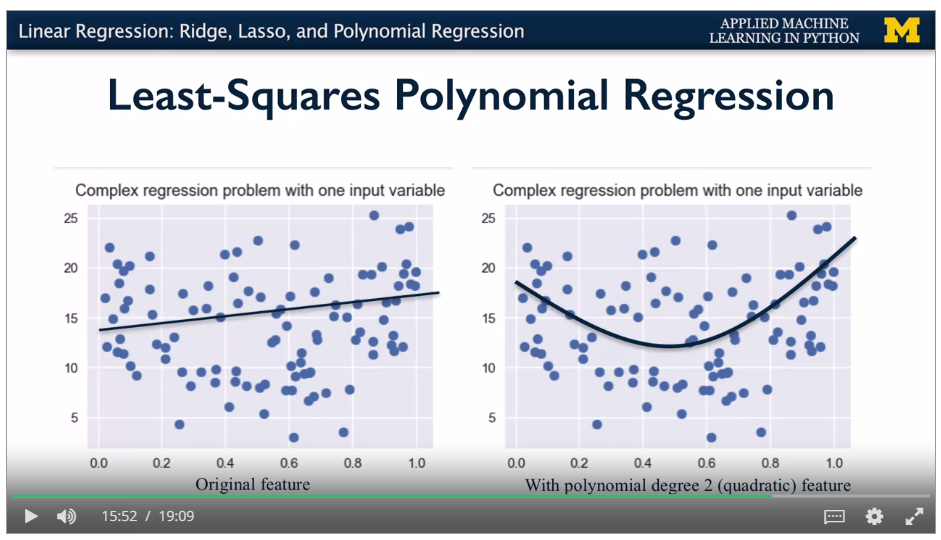 Linear Regression: Ridge, Lasso, and Polynomial Regression
APPLIED MACHINE
LEARNING IN PYTHON
M
Least-Squares Polynomial Regression
Complex regression problem with one input variable
25
20
15
10
5
0.0 0.2 0.4 0.6 0.8 1.0
Original feature
Complex regression problem with one input variable
25
20
15
10
5
0.0 0.2 0.4 0.6 0.8 1.0
With polynomial degree 2 (quadratic) feature
15:52 / 19:09